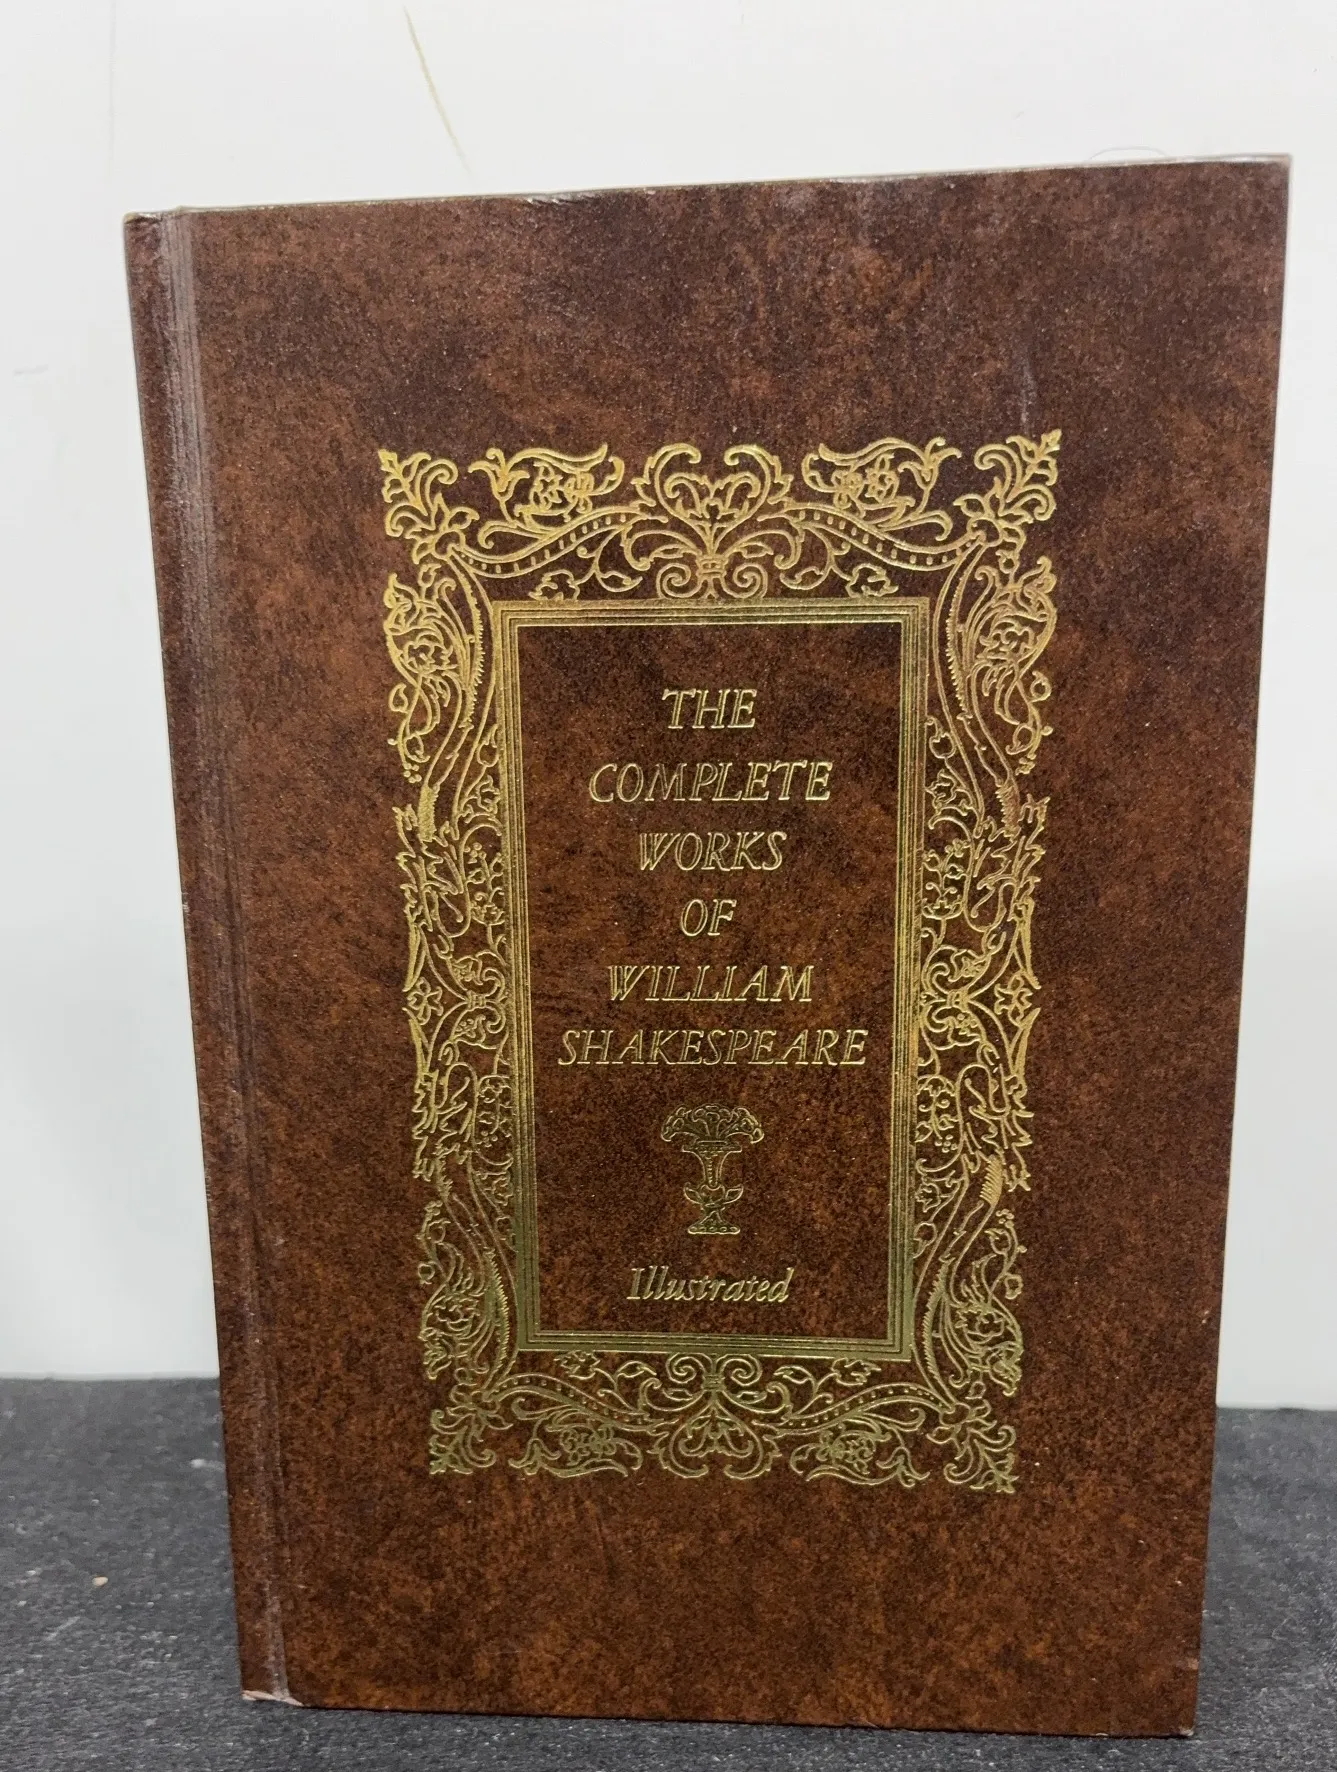 THE
COMPLETE
WORKS
OF
WILLIAM
SHAKESPEARE
Illustrated